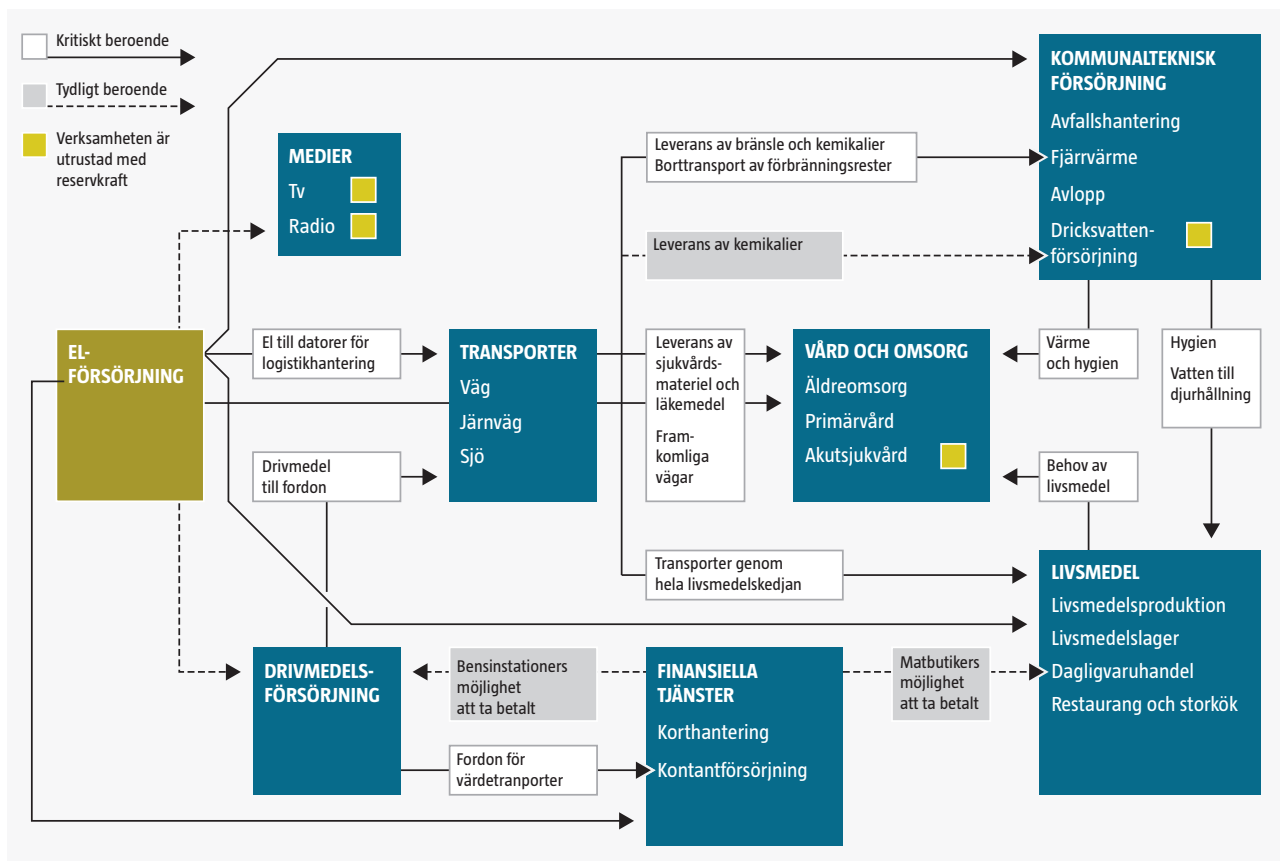 Kritiskt beroende
Tydligt beroende
Verksamheten är
utrustad med
reservkraft
MEDIER
Tv
Radio
Leverans av bränsle och kemikalier
Borttransport av förbränningsrester
Leverans av kemikalier
KOMMUNALTEKNISK
FÖRSÖRJNING
Avfallshantering
Fjärrvärme
Avlopp
Dricksvatten-
försörjning
EL-
FÖRSÖRJNING
El till datorer för
logistikhantering
Drivmedel
till fordon
TRANSPORTER
Väg
Järnväg
Sjö
Leverans av
sjukvårds-
materiel och
läkemedel
Fram-
komliga
vägar
VÅRD OCH OMSORG
Äldreomsorg
Primärvård
Akutsjukvård
Värme
och hygien
Hygien
Vatten till
djurhållning
Behov av
livsmedel
Transporter genom
hela livsmedelskedjan
LIVSMEDEL
Livsmedelsproduktion
Livsmedelslager
Dagligvaruhandel
Restaurang och storkök
DRIVMEDELS-
FÖRSÖRJNING
Bensinstationers
möjlighet
att ta betalt
FINANSIELLA
TJÄNSTER
Korthantering
Kontantförsörjning
Matbutikers
möjlighet
att ta betalt
Fordon för
värdetranporter